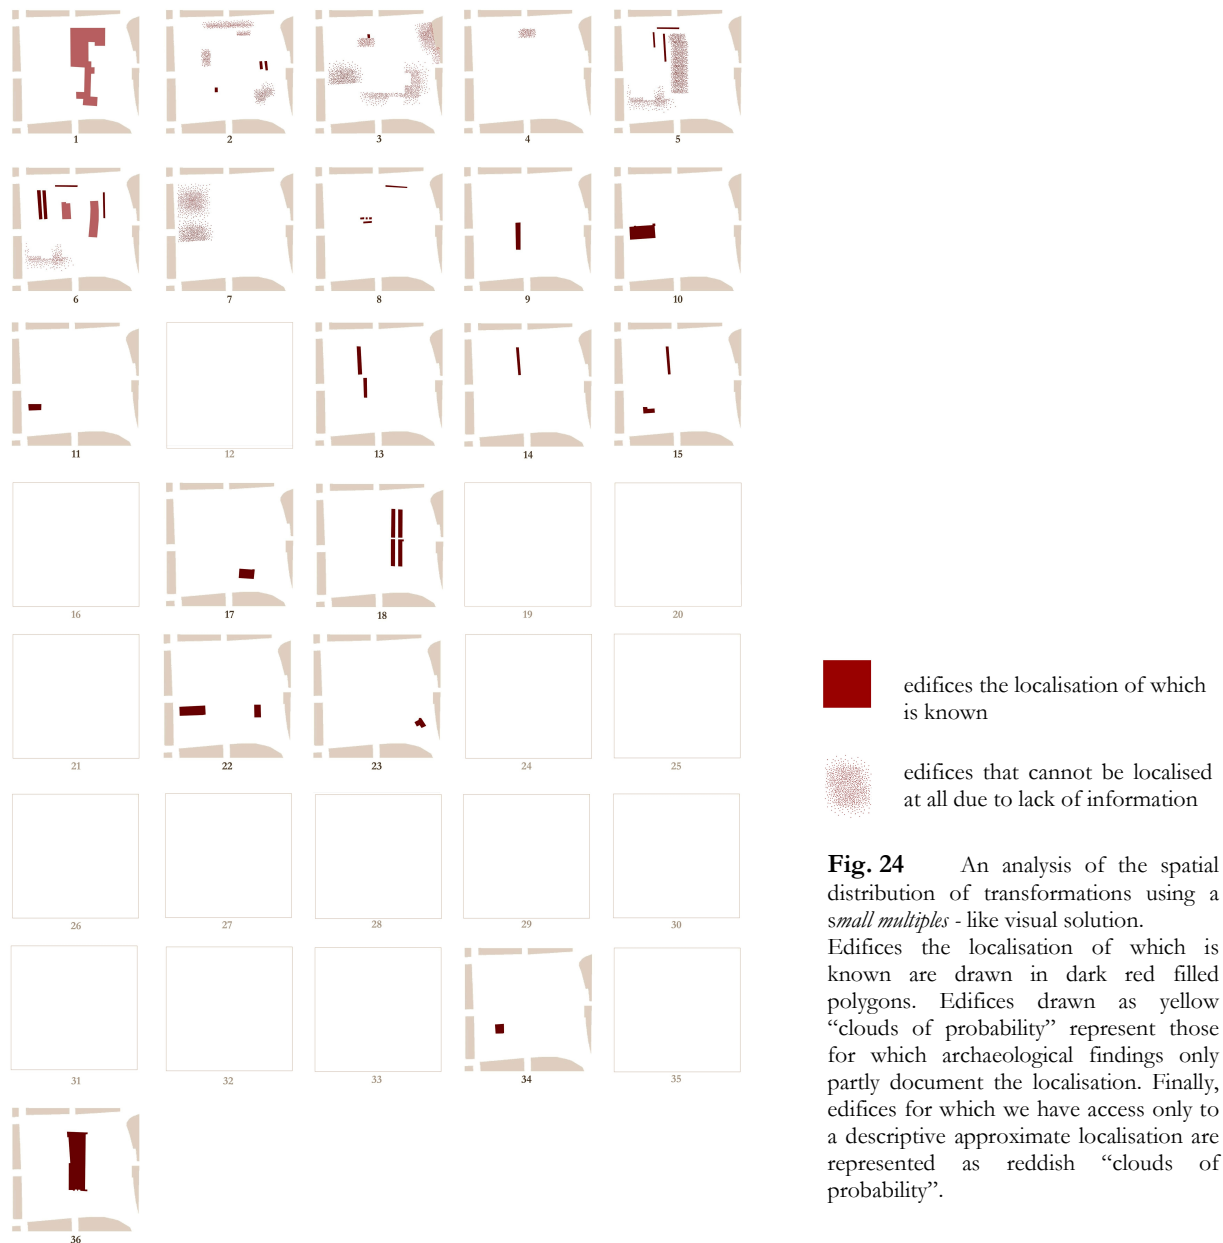 1 2 3 4 5
6 7 8 9 10
11 12 13 14 15
16 17 18 19 20
21 22 23 24 25
26 27 28 29 30
31 32 33 34 35
36
edifices the localisation of which
is known
edifices that cannot be localised
at all due to lack of information
Fig. 24 An analysis of the spatial
distribution of transformations using a
small multiples - like visual solution.
Edifices the localisation of which is
known are drawn in dark red filled
polygons. Edifices drawn as yellow
“clouds of probability” represent those
for which archaeological findings only
partly document the localisation. Finally,
edifices for which we have access only to
a descriptive approximate localisation are
represented as reddish “clouds of
probability”.